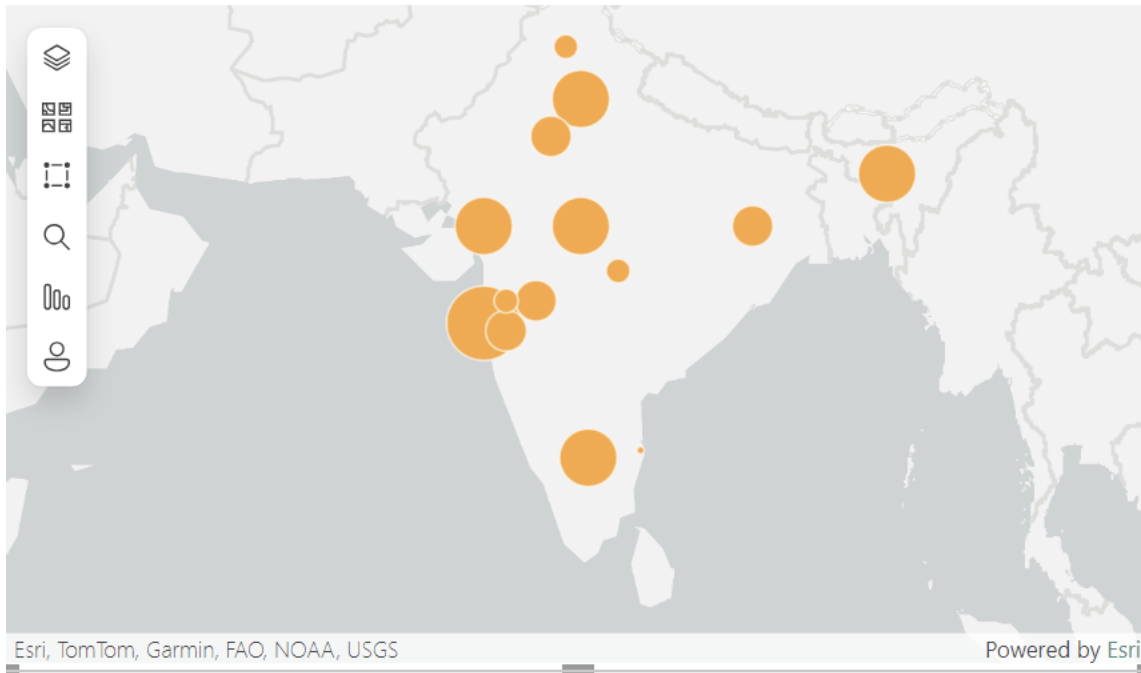 Esri, TomTom, Garmin, FAO, NOAA, USGS
Powered by Esri